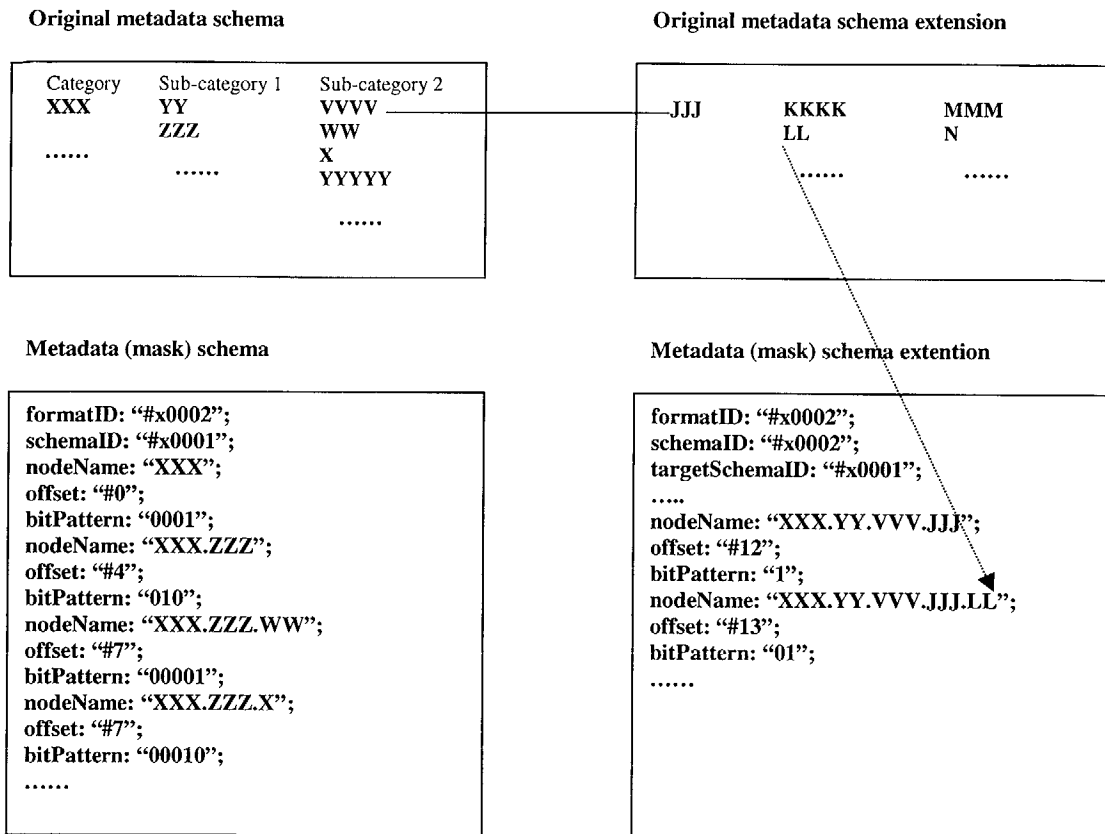 Original metadata schema
Category Sub-category 1 Sub-category 2
XXX YY VVVV
ZZZ WW
...... X
...... YYYYY
......
Original metadata schema extention
JJJ KKKK MMM
LL N
...... ......
Metadata (mask) schema
formatID: “#x0002”;
schemaID: “#x0001”;
nodeName: “XXX”;
offset: “#0”;
bitPattern: “0001”;
nodeName: “XXX.ZZZ”;
offset: “#4”;
bitPattern: “010”;
nodeName: “XXX.ZZZ.WW”;
offset: “#7”;
bitPattern: “00001”;
nodeName: “XXX.ZZZ.X”;
offset: “#7”;
bitPattern: “00010”;
......
Metadata (mask) schema extention
formatID: “#x0002”;
schemaID: “#x0002”;
targetSchemaID: “#x0001”;
.....
nodeName: “XXX.YY.VVV.JJJ”;
offset: “#12”;
bitPattern: “1”;
nodeName: “XXX.YY.VVV.JJJ.LL”;
offset: “#13”;
bitPattern: “01”;
......